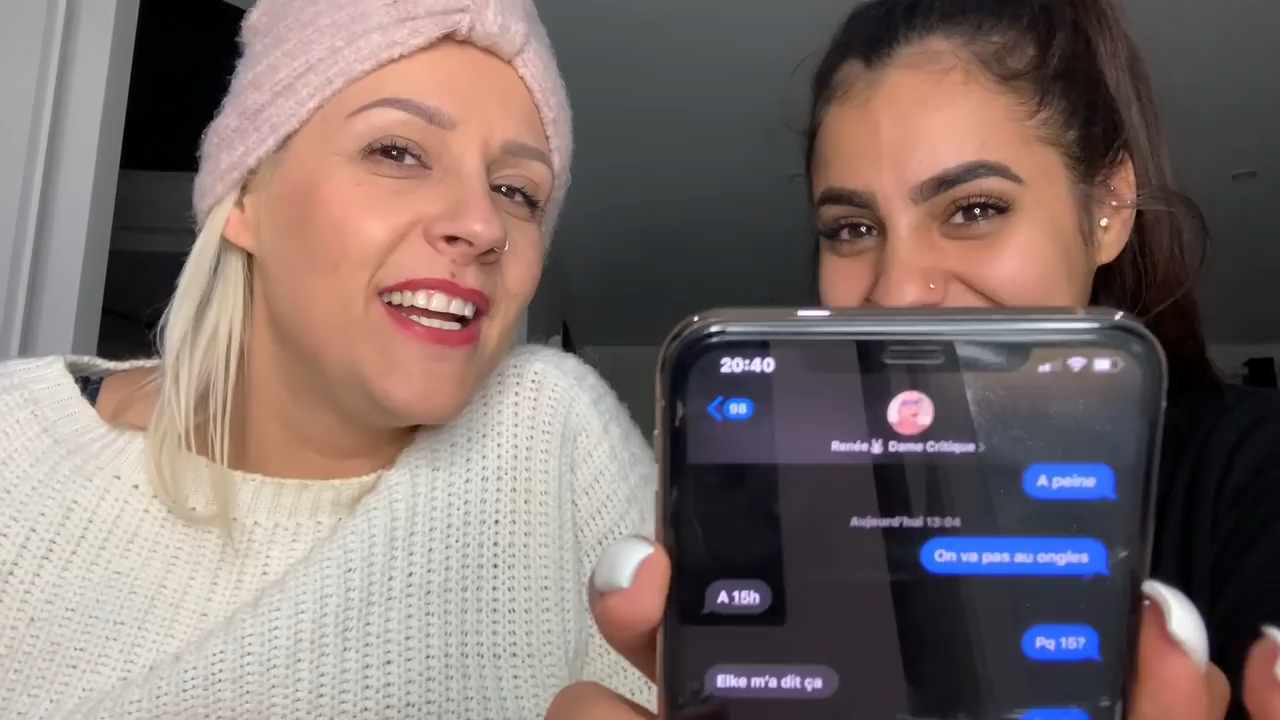 20:40
98
Renée🐰 Dame Critique >
A peine
Aujourd'hui 13:04
On va pas au ongles
A 15h
Pq 15?
Elke m'a dit ça